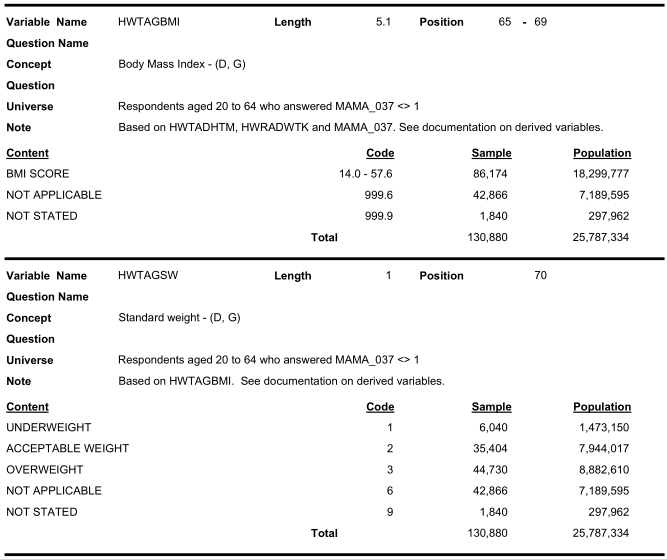 Variable Name HWTAGBMI Length 5.1 Position 65 - 69
Question Name
Concept Body Mass Index - (D, G)
Question
Universe Respondents aged 20 to 64 who answered MAMA_037 <> 1
Note Based on HWTADHTM, HWRADWTK and MAMA_037. See documentation on derived variables.
Content Code Sample Population
BMI SCORE 14.0 - 57.6 86,174 18,299,777
NOT APPLICABLE 999.6 42,866 7,189,595
NOT STATED 999.9 1,840 297,962
Total 130,880 25,787,334
Variable Name HWTAGSW Length 1 Position 70
Question Name
Concept Standard weight - (D, G)
Question
Universe Respondents aged 20 to 64 who answered MAMA_037 <> 1
Note Based on HWTAGBMI. See documentation on derived variables.
Content Code Sample Population
UNDERWEIGHT 1 6,040 1,473,150
ACCEPTABLE WEIGHT 2 35,404 7,944,017
OVERWEIGHT 3 44,730 8,882,610
NOT APPLICABLE 6 42,866 7,189,595
NOT STATED 9 1,840 297,962
Total 130,880 25,787,334